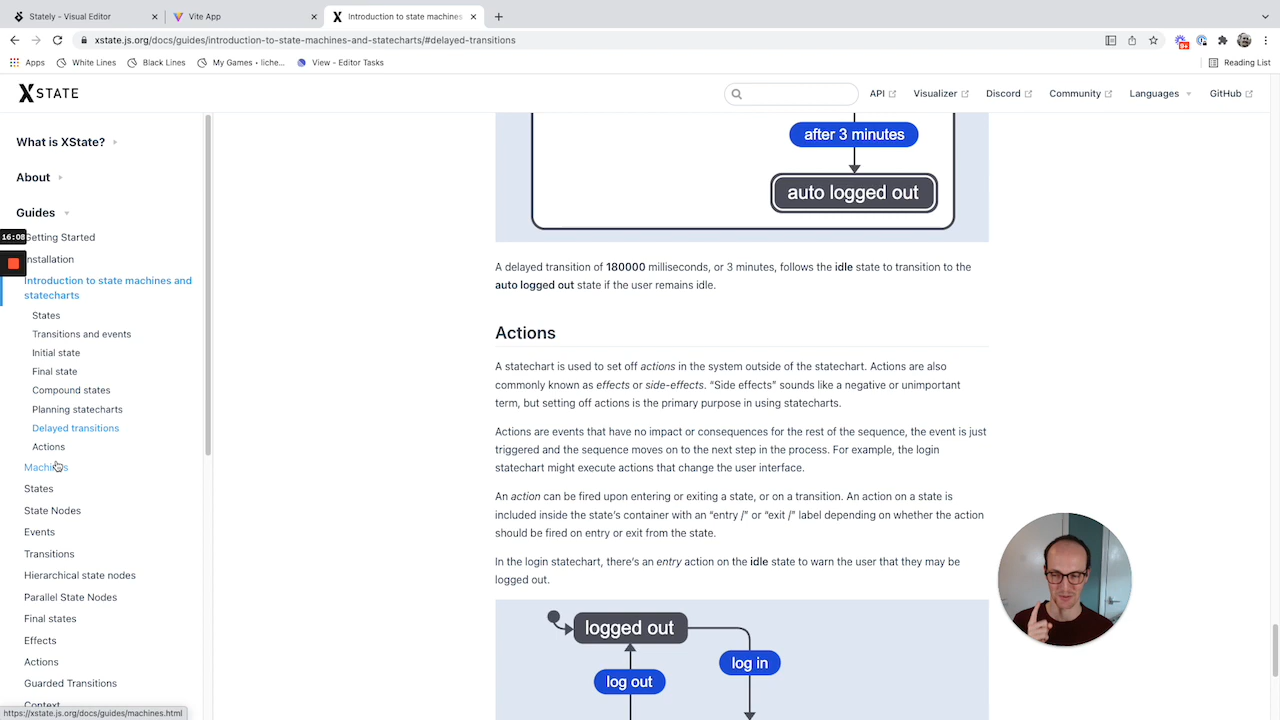 Stately - Visual Editor
Vite App
Introduction to state machines
xstate.js.org/docs/guides/introduction-to-state-machines-and-statecharts/#delayed-transitions
Apps
White Lines
Black Lines
My Games • liche...
View - Editor Tasks
Reading List
XSTATE
API
Visualizer
Discord
Community
Languages
GitHub
What is XState?
About
Guides
16:08
Getting Started
Installation
Introduction to state machines and
statecharts
States
Transitions and events
Initial state
Final state
Compound states
Planning statecharts
Delayed transitions
Actions
Machines
States
State Nodes
Events
Transitions
Hierarchical state nodes
Parallel State Nodes
Final states
Effects
Actions
Guarded Transitions
Context
https://xstate.js.org/docs/guides/machines.html
after 3 minutes
auto logged out
A delayed transition of 180000 milliseconds, or 3 minutes, follows the idle state to transition to the
auto logged out state if the user remains idle.
Actions
A statechart is used to set off actions in the system outside of the statechart. Actions are also
commonly known as effects or side-effects. “Side effects” sounds like a negative or unimportant
term, but setting off actions is the primary purpose in using statecharts.
Actions are events that have no impact or consequences for the rest of the sequence, the event is just
triggered and the sequence moves on to the next step in the process. For example, the login
statechart might execute actions that change the user interface.
An action can be fired upon entering or exiting a state, or on a transition. An action on a state is
included inside the state’s container with an “entry /” or “exit /” label depending on whether the action
should be fired on entry or exit from the state.
In the login statechart, there’s an entry action on the idle state to warn the user that they may be
logged out.
logged out
log in
log out